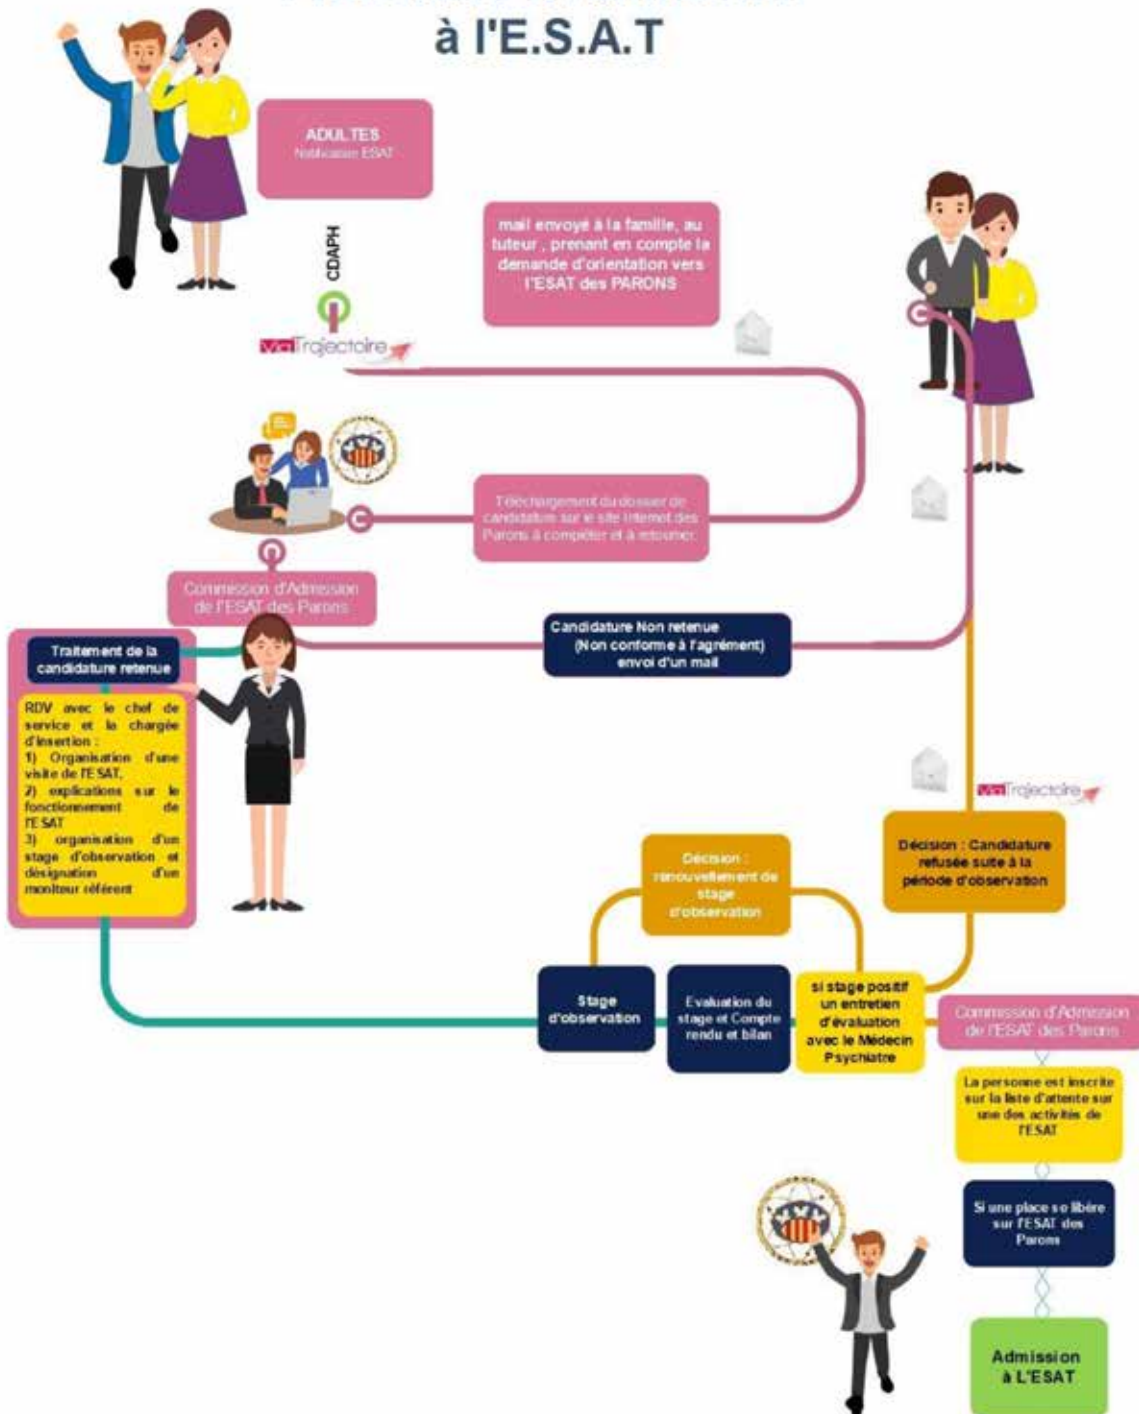 à l'E.S.A.T
ADULTES
Notification ESAT
CDAPH
mail envoyé à la famille, au
tuteur , prenant en compte la
demande d'orientation vers
l'ESAT des PARONS
viaTrajectoire
Téléchargement du dossier de
candidature sur le site Internet des
Parons à compléter et à retourner.
Commission d'Admission
de l'ESAT des Parons
Candidature Non retenue
(Non conforme à l'agrément)
envoi d'un mail
Traitement de la
candidature retenue
RDV avec le chef de
service et la chargée
d'insertion :
1) Organisation d'une
visite de l'ESAT,
2) explications sur le
fonctionnement de
l'ESAT
3) organisation d'un
stage d'observation et
désignation d'un
moniteur référent
viaTrajectoire
Décision : Candidature
refusée suite à la
période d'observation
Décision :
renouvellement de
stage
d'observation
Stage
d'observation
Evaluation du
stage et Compte
rendu et bilan
si stage positif
un entretien
d'évaluation
avec le Médecin
Psychiatre
Commission d'Admission
de l'ESAT des Parons
La personne est inscrite
sur la liste d'attente sur
une des activités de
l'ESAT
Si une place se libère
sur l'ESAT des
Parons
Admission
à L'ESAT